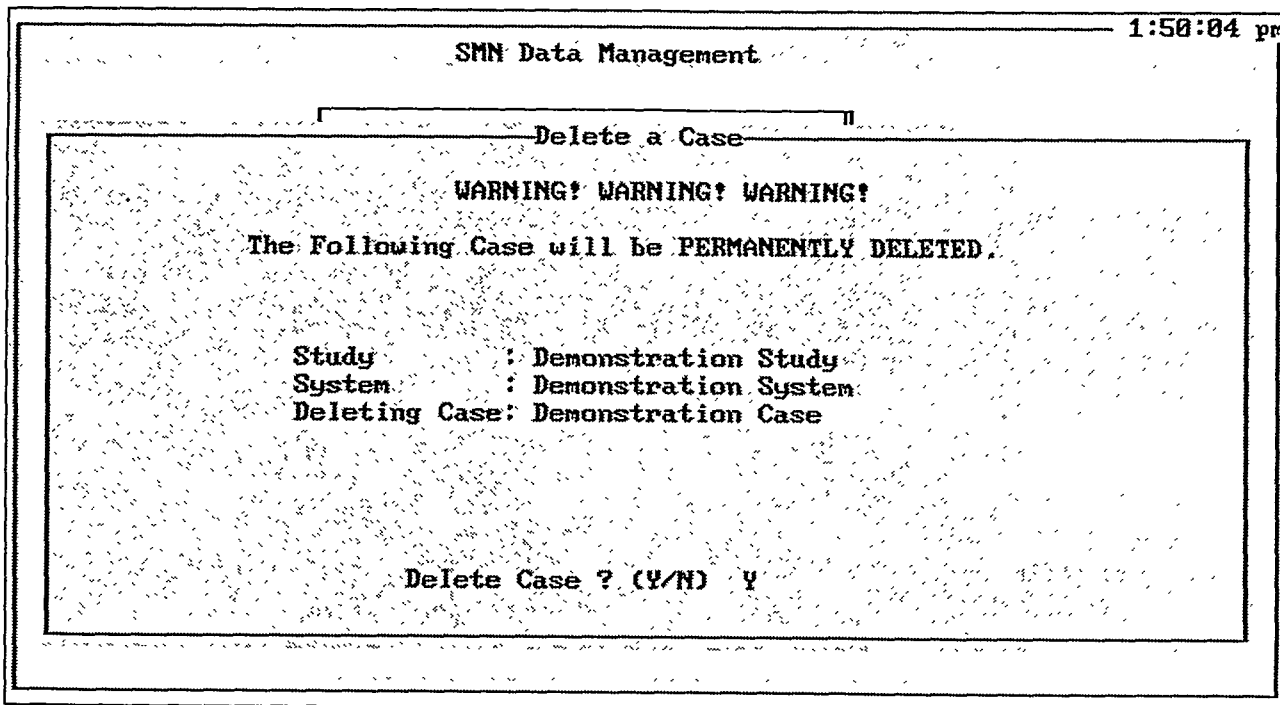 1:50:04 pm
SMN Data Management
Delete a Case
WARNING! WARNING! WARNING!
The Following Case will be PERMANENTLY DELETED.
Study : Demonstration Study
System : Demonstration System
Deleting Case: Demonstration Case
Delete Case ? (Y/N) Y